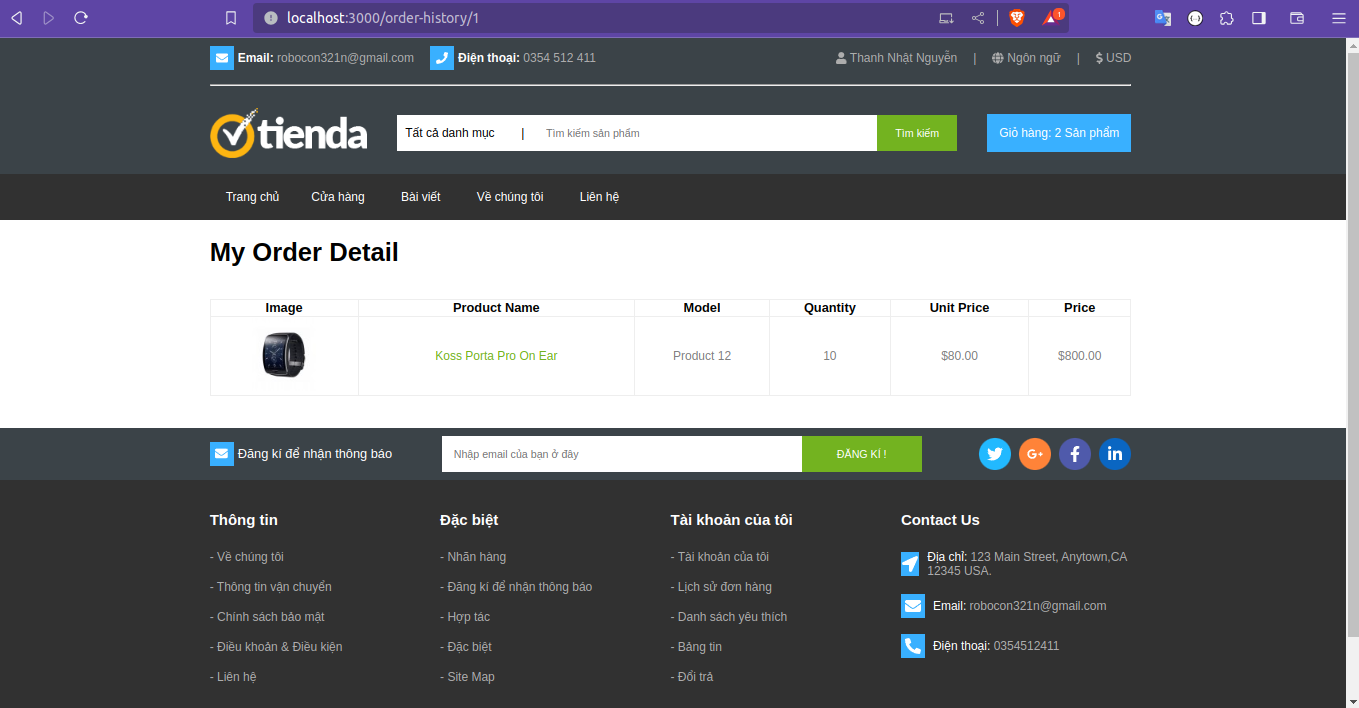 localhost:3000/order-history/1
1
Email: robocon321n@gmail.com Điện thoại: 0354 512 411 Thanh Nhật Nguyễn | Ngôn ngữ | $ USD
tienda
Tất cả danh mục | Tìm kiếm sản phẩm Tìm kiếm Giỏ hàng: 2 Sản phẩm
Trang chủ Cửa hàng Bài viết Về chúng tôi Liên hệ
My Order Detail
Image Product Name Model Quantity Unit Price Price
Koss Porta Pro On Ear Product 12 10 $80.00 $800.00
Đăng kí để nhận thông báo Nhập email của bạn ở đây ĐĂNG KÍ !
Thông tin
- Về chúng tôi
- Thông tin vận chuyển
- Chính sách bảo mật
- Điều khoản & Điều kiện
- Liên hệ
Đặc biệt
- Nhãn hàng
- Đăng kí để nhận thông báo
- Hợp tác
- Đặc biệt
- Site Map
Tài khoản của tôi
- Tài khoản của tôi
- Lịch sử đơn hàng
- Danh sách yêu thích
- Bảng tin
- Đổi trả
Contact Us
Địa chỉ: 123 Main Street, Anytown,CA
12345 USA.
Email: robocon321n@gmail.com
Điện thoại: 0354512411